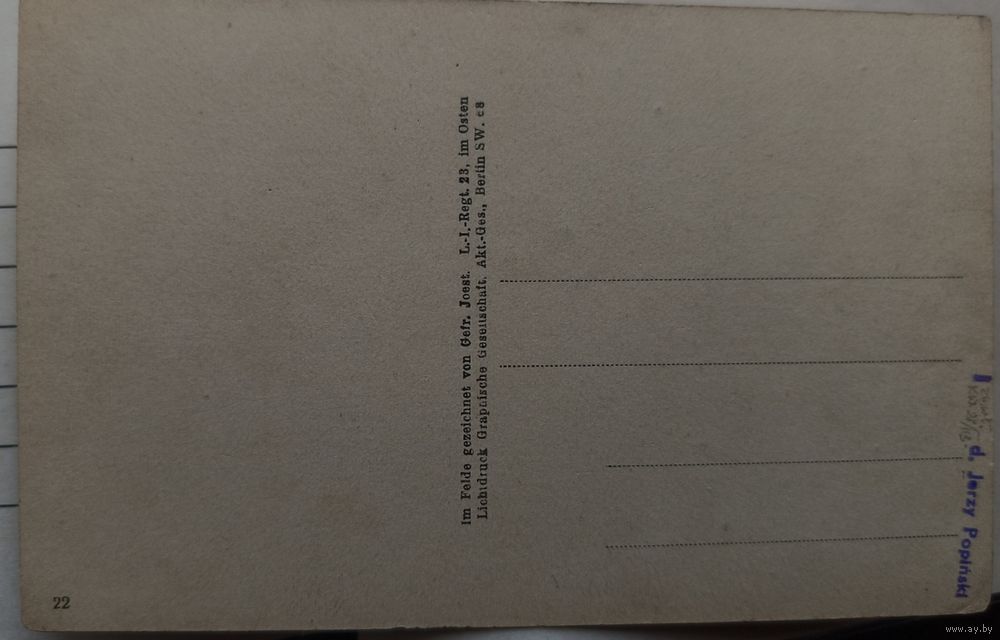 Im Felde gezeichnet von Gefr. Joest. L.-I.-Regt. 23, im Osten
Lichtdruck Graphische Gesellschaft, Akt.-Ges., Berlin SW. 68
22
d. Jerzy Popiński
www.ay.by